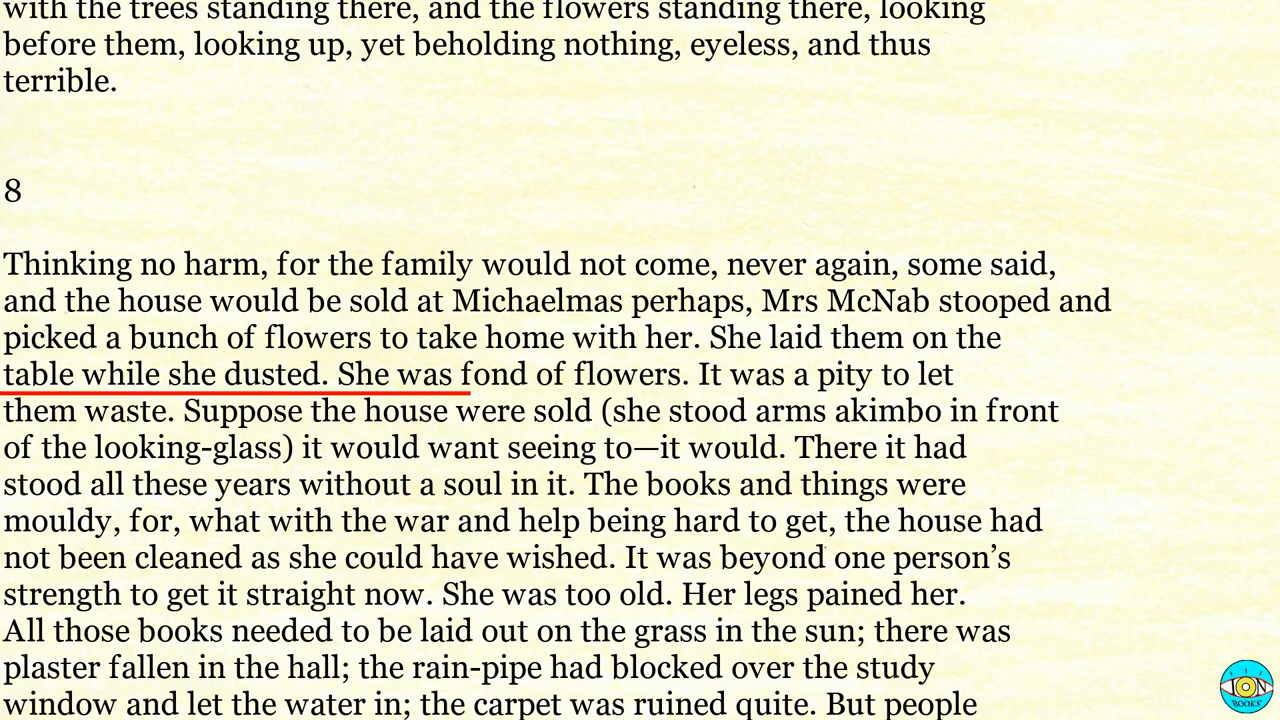 with the trees standing there, and the flowers standing there, looking
before them, looking up, yet beholding nothing, eyeless, and thus
terrible.
8
Thinking no harm, for the family would not come, never again, some said,
and the house would be sold at Michaelmas perhaps, Mrs McNab stooped and
picked a bunch of flowers to take home with her. She laid them on the
table while she dusted. She was fond of flowers. It was a pity to let
them waste. Suppose the house were sold (she stood arms akimbo in front
of the looking-glass) it would want seeing to—it would. There it had
stood all these years without a soul in it. The books and things were
mouldy, for, what with the war and help being hard to get, the house had
not been cleaned as she could have wished. It was beyond one person’s
strength to get it straight now. She was too old. Her legs pained her.
All those books needed to be laid out on the grass in the sun; there was
plaster fallen in the hall; the rain-pipe had blocked over the study
window and let the water in; the carpet was ruined quite. But people
ION
BOOKS